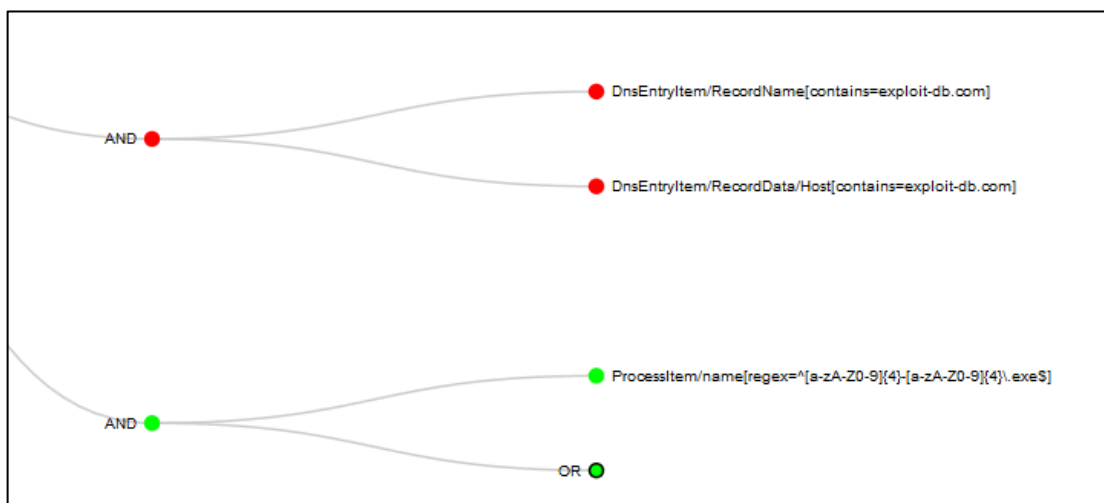 DnsEntryItem/RecordName[contains=exploit-db.com]
AND
DnsEntryItem/RecordData/Host[contains=exploit-db.com]
ProcessItem/name[regex=^[a-zA-Z0-9]{4}-[a-zA-Z0-9]{4}\.exe$]
AND
OR